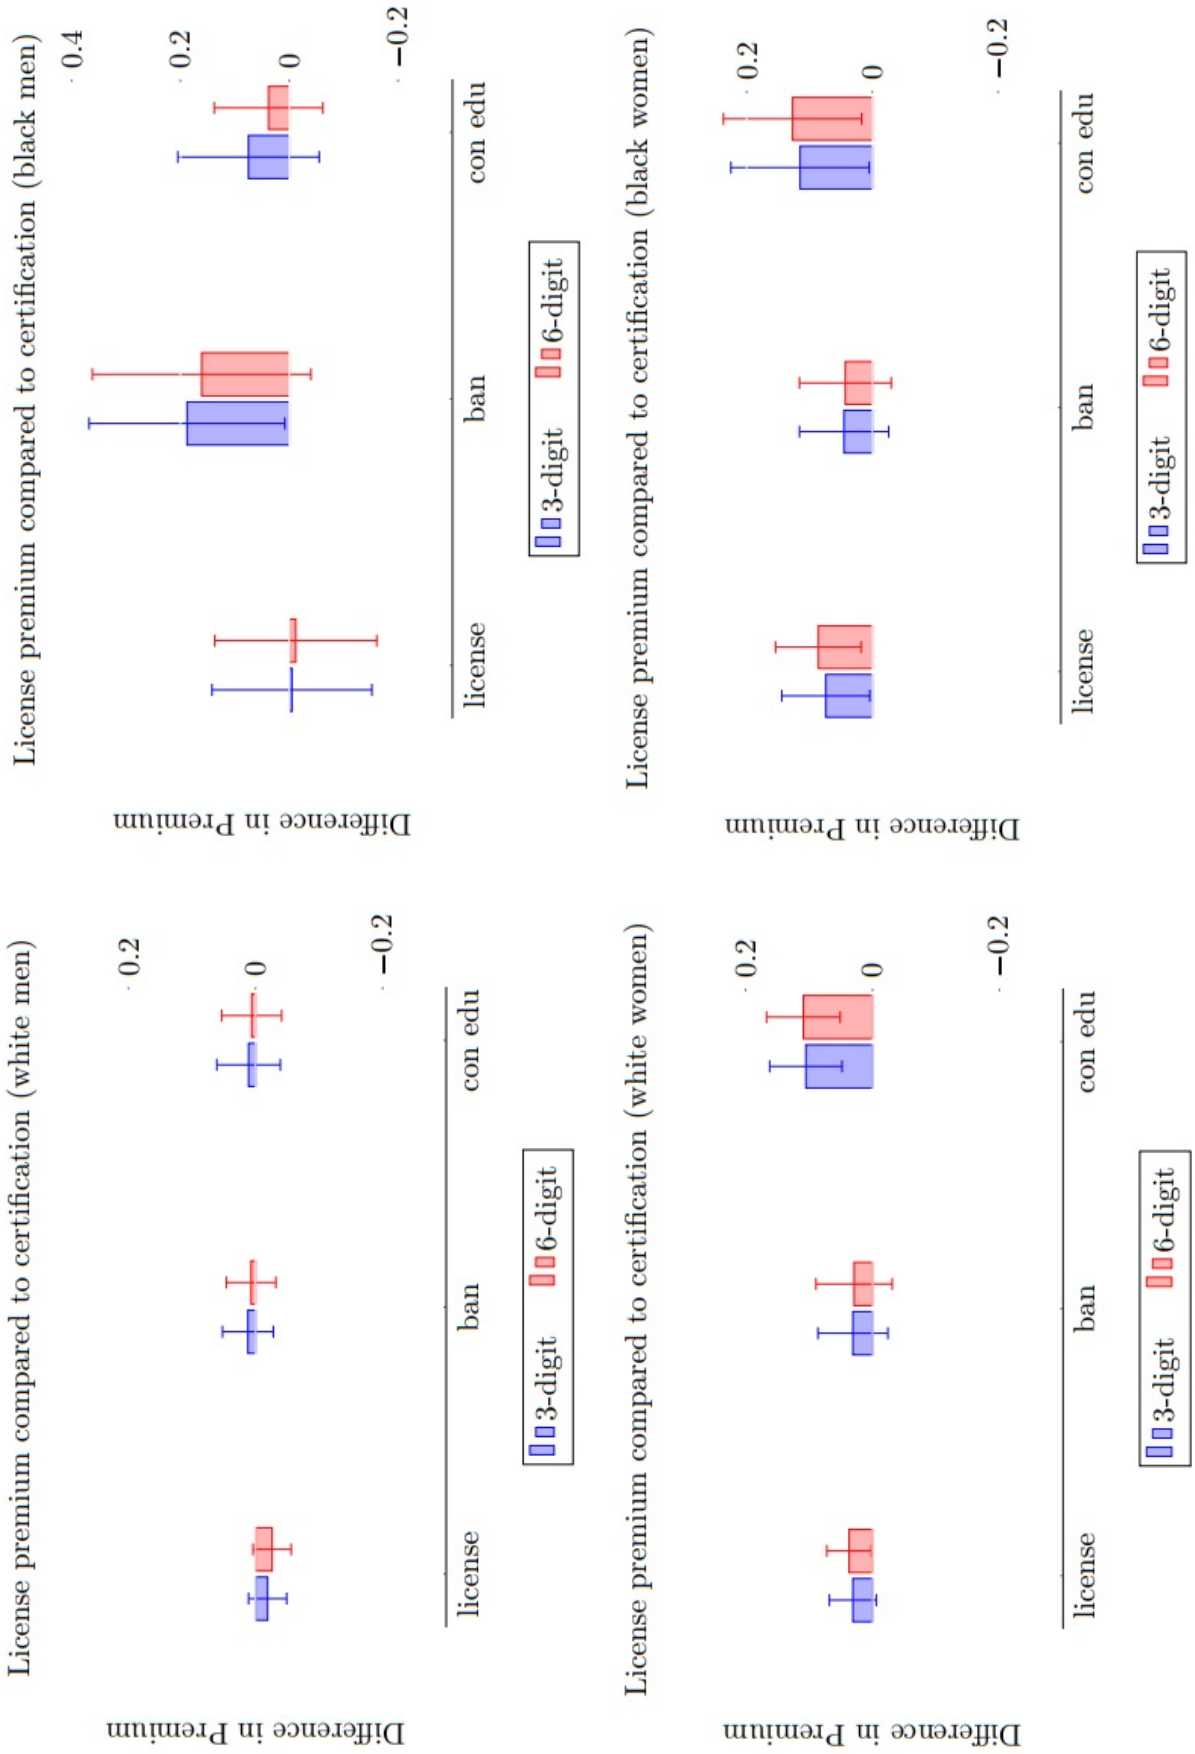 License premium compared to certification (white men)
Difference in Premium
0.2
0
−0.2
license
ban
con edu
3-digit
6-digit
License premium compared to certification (black men)
Difference in Premium
0.4
0.2
0
−0.2
license
ban
con edu
3-digit
6-digit
License premium compared to certification (white women)
Difference in Premium
0.2
0
−0.2
license
ban
con edu
3-digit
6-digit
License premium compared to certification (black women)
Difference in Premium
0.2
0
−0.2
license
ban
con edu
3-digit
6-digit